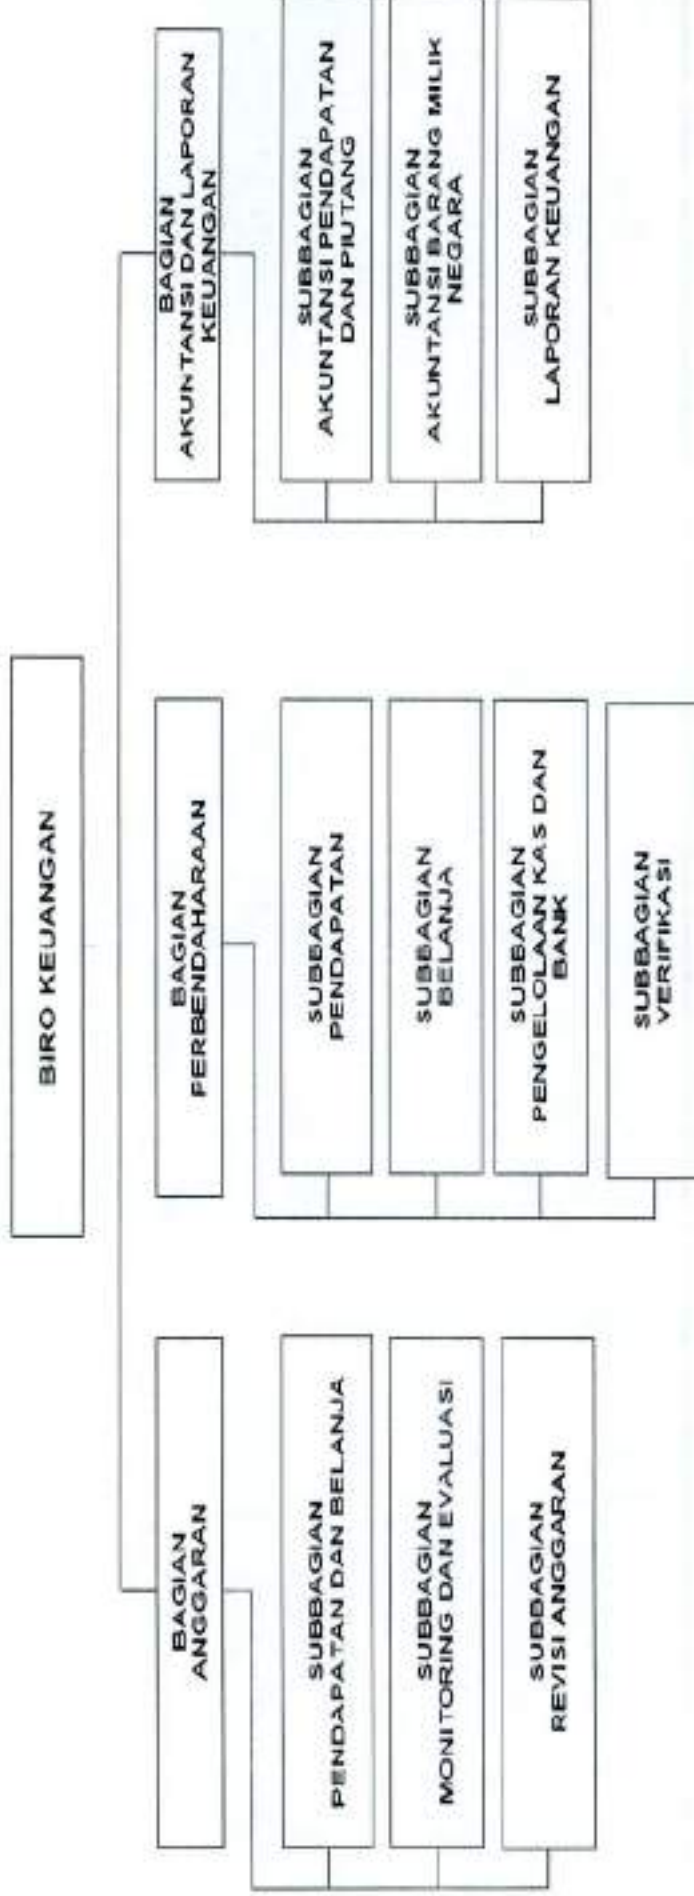 BIRO KEUANGAN
BAGIAN
ANGGARAN
SUBBAGIAN
PENDAPATAN DAN BELANJA
SUBBAGIAN
MONITORING DAN EVALUASI
SUBBAGIAN
REVISI ANGGARAN
BAGIAN
PERBENDAHARAAN
SUBBAGIAN
PENDAPATAN
SUBBAGIAN
BELANJA
SUBBAGIAN
PENGELOLAAN KAS DAN
BANK
SUBBAGIAN
VERIFIKASI
BAGIAN
AKUNTANSI DAN LAPORAN
KEUANGAN
SUBBAGIAN
AKUNTANSI PENDAPATAN
DAN PIUTANG
SUBBAGIAN
AKUNTANSI BARANG MILIK
NEGARA
SUBBAGIAN
LAPORAN KEUANGAN